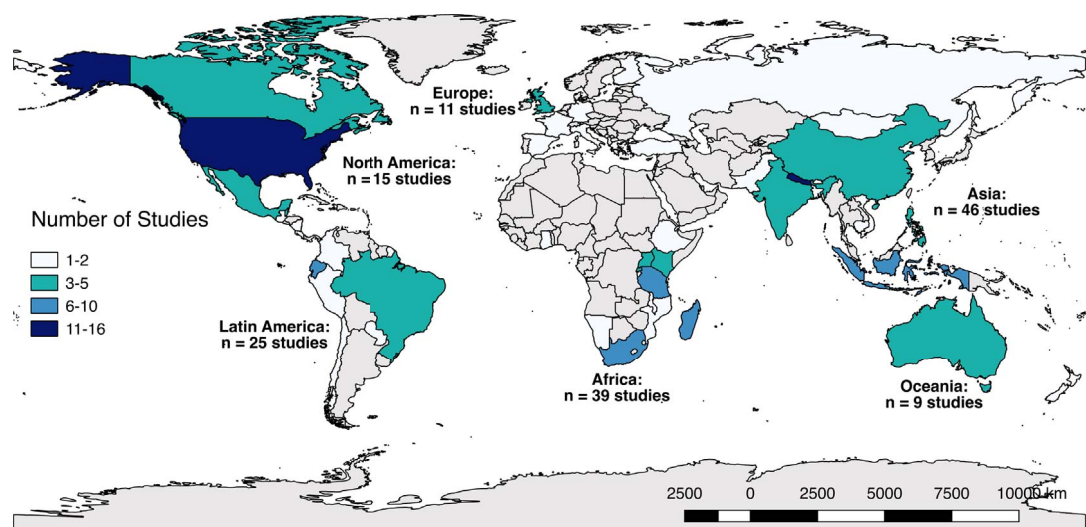 Europe:
n = 11 studies
North America:
n = 15 studies
Asia:
n = 46 studies
Number of Studies
1-2
3-5
6-10
11-16
Latin America:
n = 25 studies
Africa:
n = 39 studies
Oceania:
n = 9 studies
2500 0 2500 5000 7500 10000 km